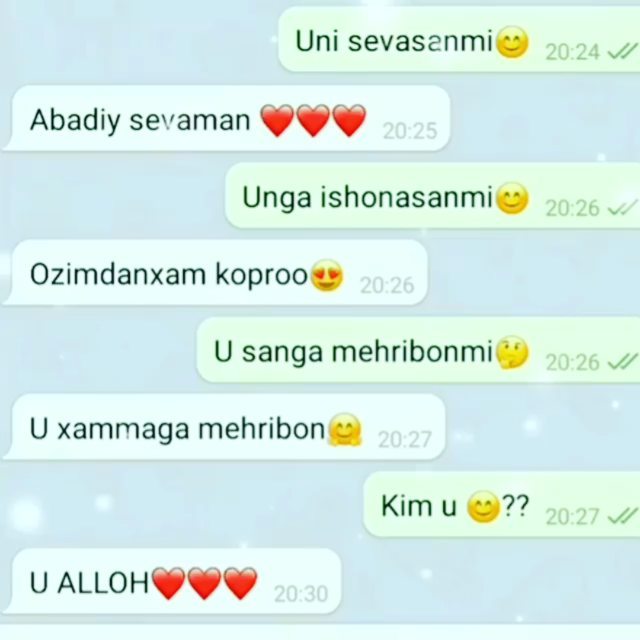 Uni sevasanmi😊 20:24
Abadiy sevaman ❤️❤️❤️ 20:25
Unga ishonasanmi😊 20:26
Ozimdanxam koproo😍 20:26
U sanga mehribonmi🤔 20:26
U xammaga mehribon🤗 20:27
Kim u 😊?? 20:27
U ALLOH❤️❤️❤️ 20:30